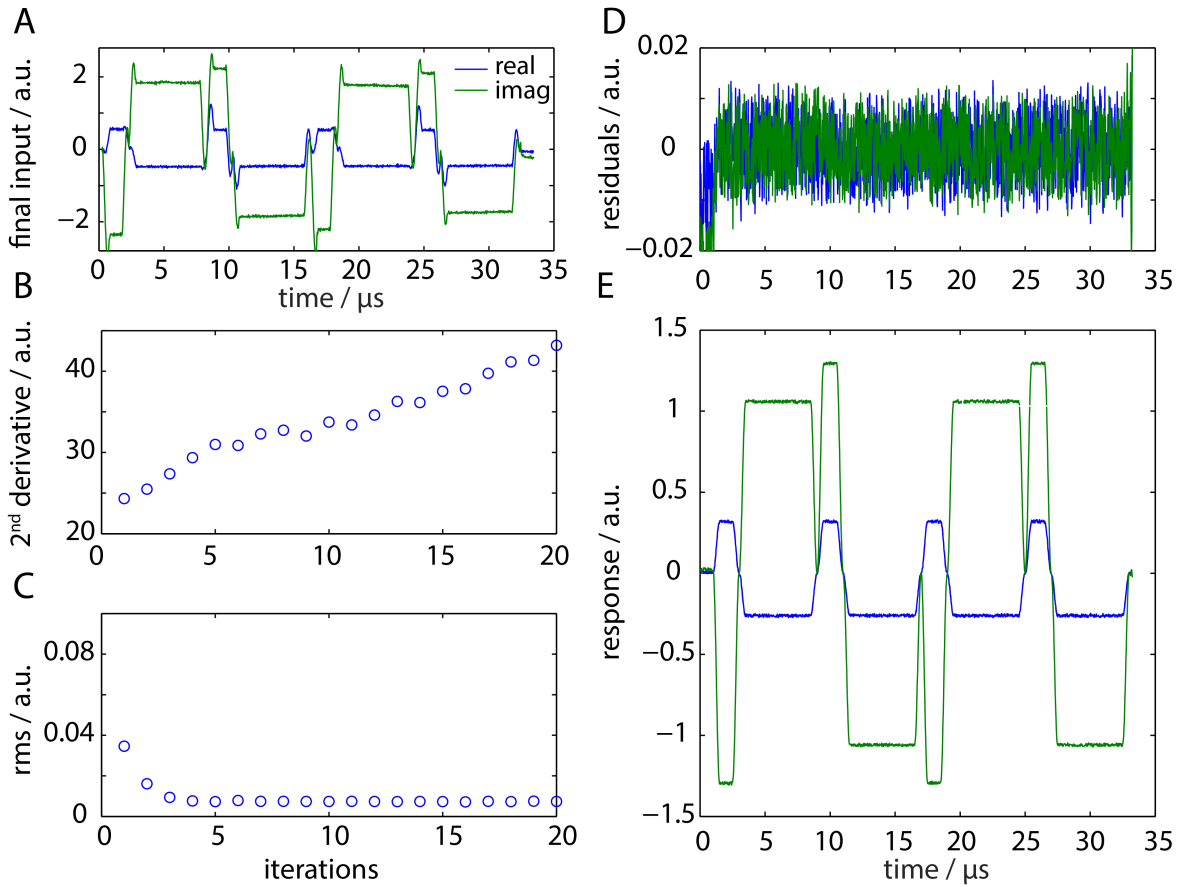 A
final input / a.u.
2
0
−2
real
imag
0 5 10 15 20 25 30 35
time / μs
B
2nd derivative / a.u.
40
30
20
0 5 10 15 20
C
rms / a.u.
0.08
0.04
0
0 5 10 15 20
iterations
D
residuals / a.u.
0.02
0
−0.02
0 5 10 15 20 25 30 35
E
response / a.u.
1.5
1
0.5
0
−0.5
−1
−1.5
0 5 10 15 20 25 30 35
time / μs